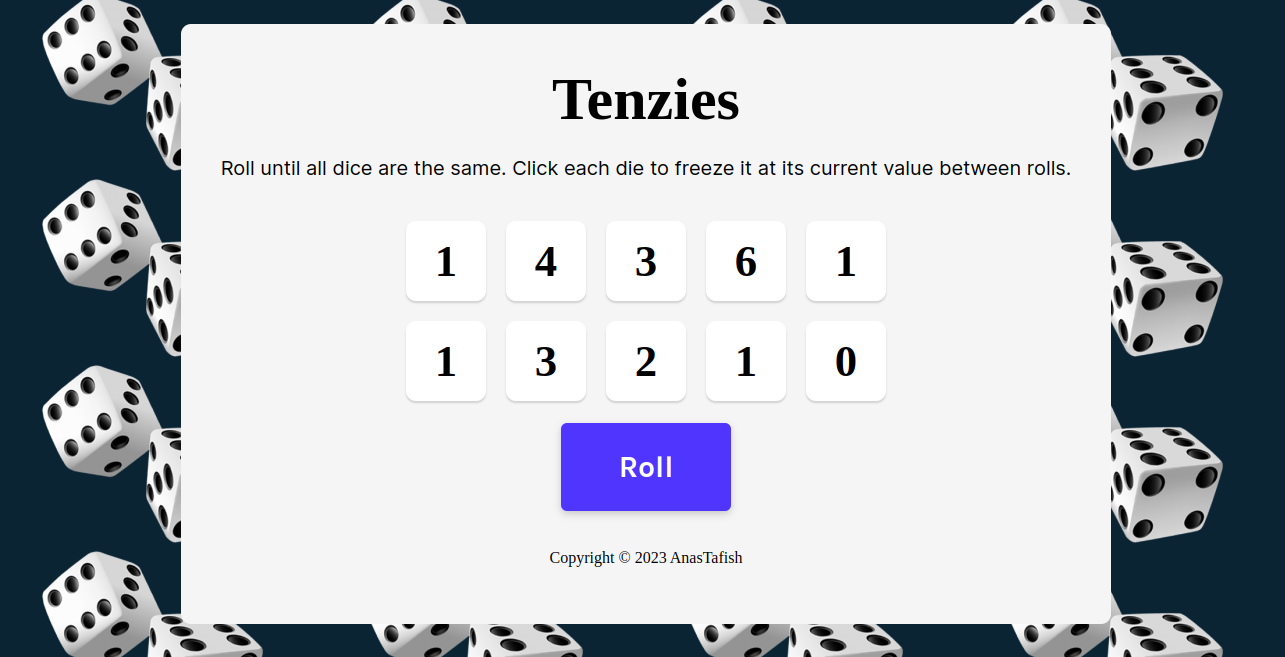 Tenzies
Roll until all dice are the same. Click each die to freeze it at its current value between rolls.
1 4 3 6 1
1 3 2 1 0
Roll
Copyright © 2023 AnasTafish